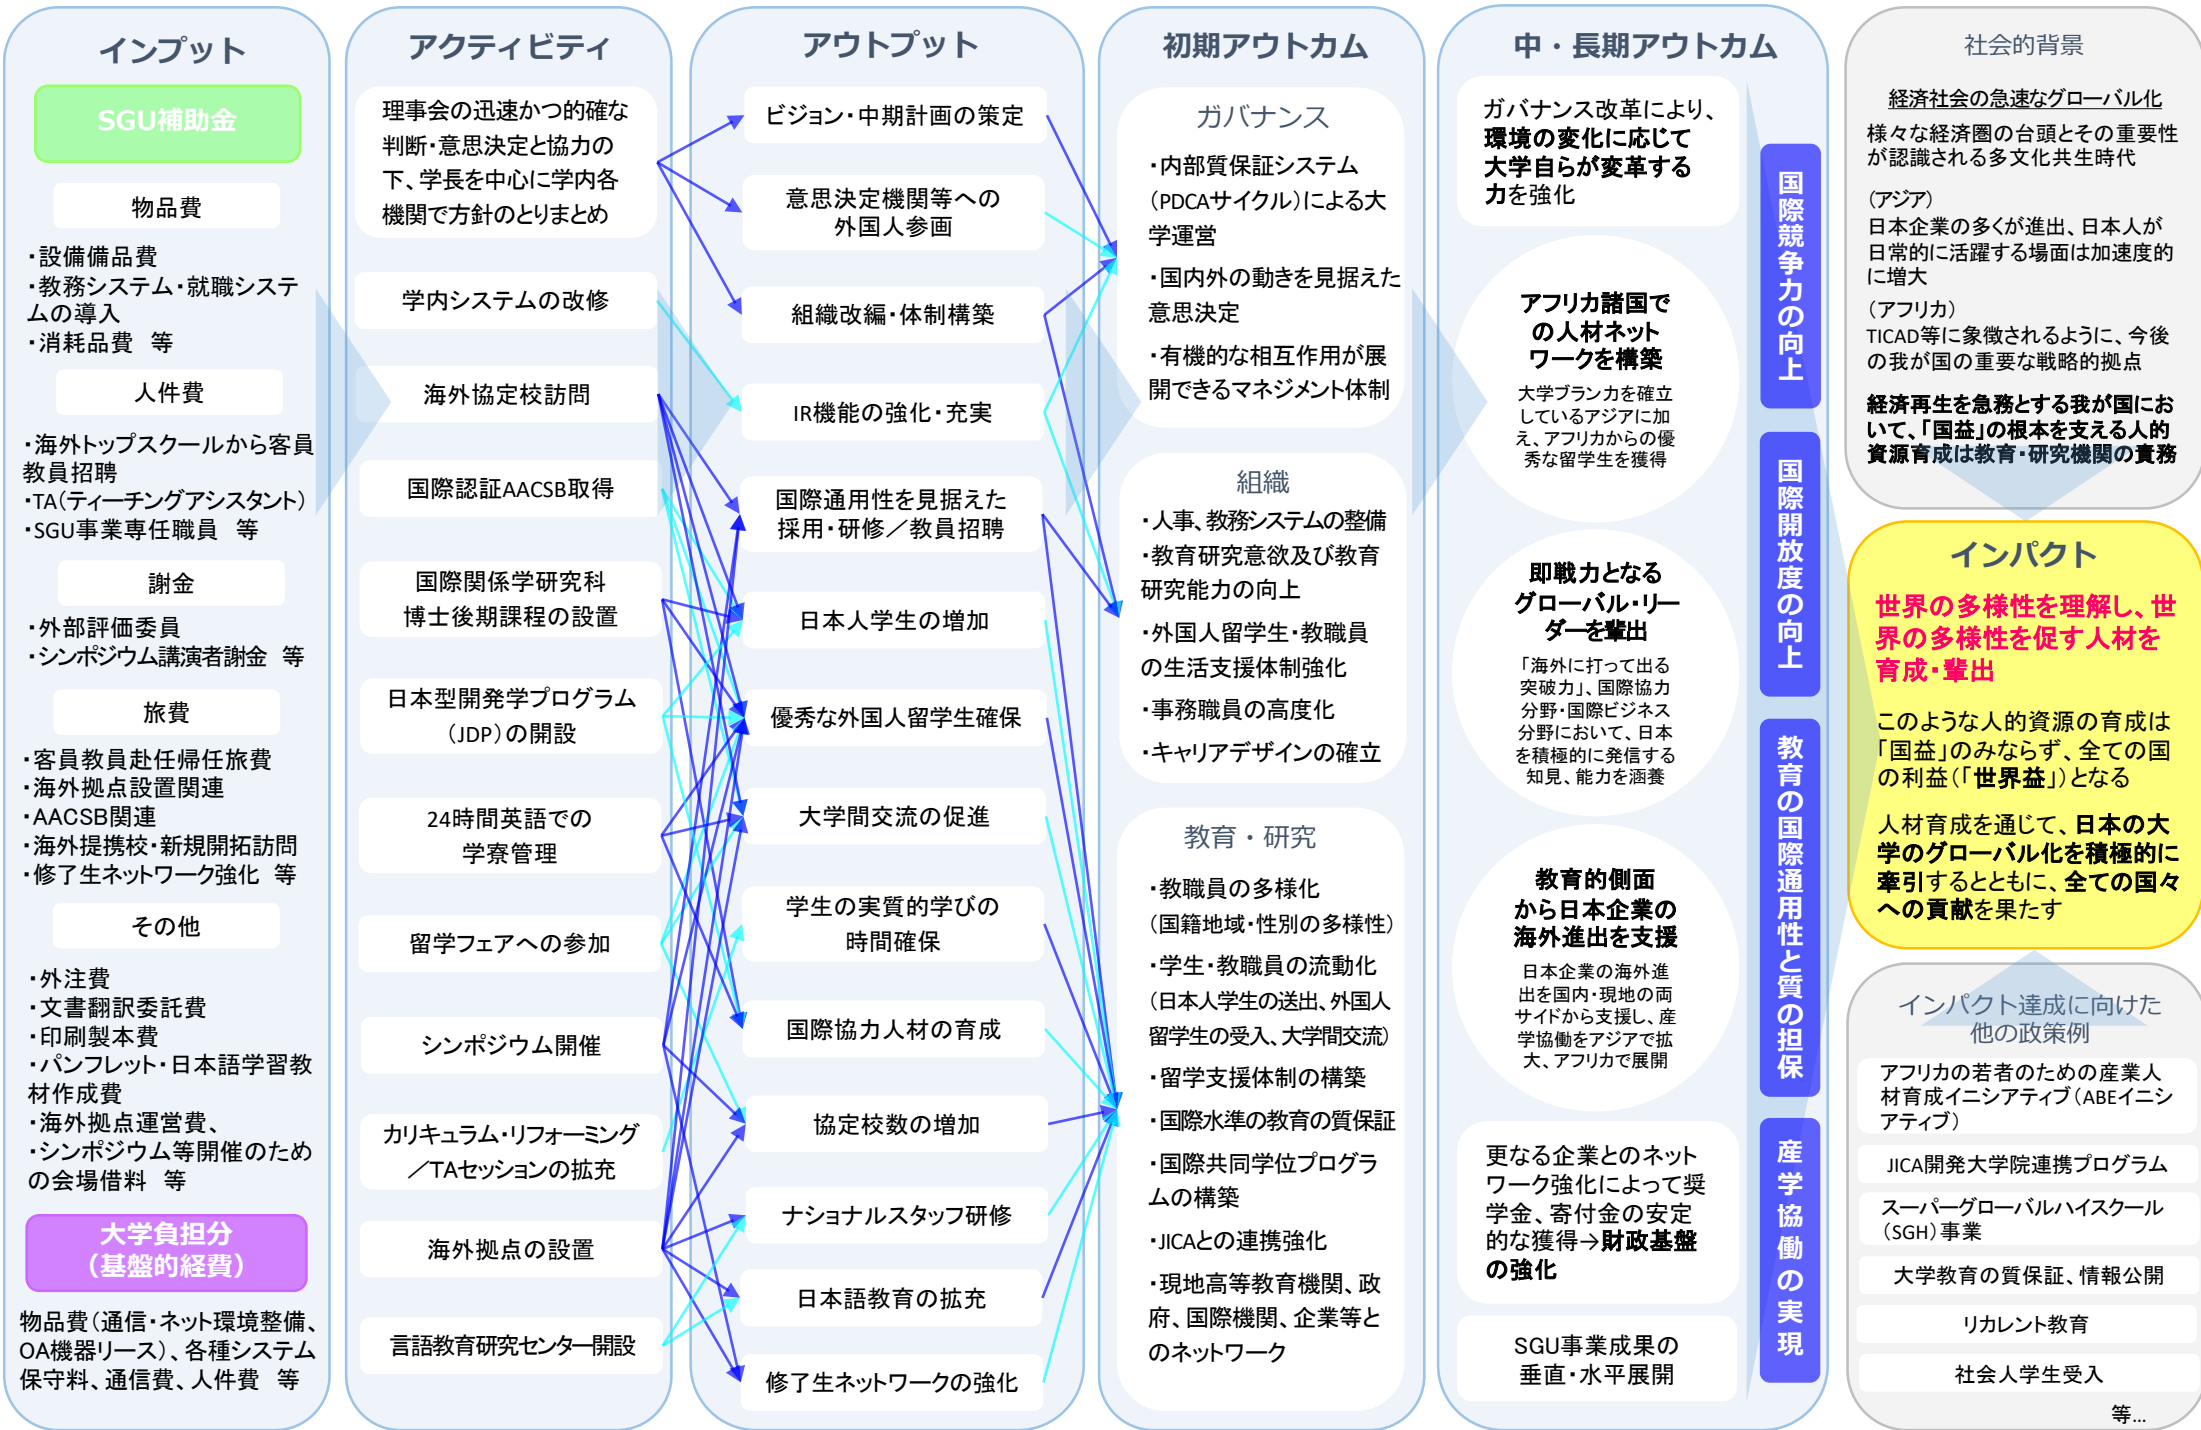 インプット
SGU補助金
物品費
・設備備品費
・教務システム・就職システ
ムの導入
・消耗品費 等
人件費
・海外トップスクールから客員
教員招聘
・TA(ティーチングアシスタント)
・SGU事業専任職員 等
謝金
・外部評価委員
・シンポジウム講演者謝金 等
旅費
・客員教員赴任帰任旅費
・海外拠点設置関連
・AACSB関連
・海外提携校・新規開拓訪問
・修了生ネットワーク強化 等
その他
・外注費
・文書翻訳委託費
・印刷製本費
・パンフレット・日本語学習教
材作成費
・海外拠点運営費、
・シンポジウム等開催のため
の会場借料 等
大学負担分
(基盤的経費)
物品費(通信・ネット環境整備、
OA機器リース)、各種システム
保守料、通信費、人件費 等
アクティビティ
理事会の迅速かつ的確な
判断・意思決定と協力の
下、学長を中心に学内各
機関で方針のとりまとめ
学内システムの改修
海外協定校訪問
国際認証AACSB取得
国際関係学研究科
博士後期課程の設置
日本型開発学プログラム
(JDP)の開設
24時間英語での
学寮管理
留学フェアへの参加
シンポジウム開催
カリキュラム・リフォーミング
/TAセッションの拡充
海外拠点の設置
言語教育研究センター開設
アウトプット
ビジョン・中期計画の策定
意思決定機関等への
外国人参画
組織改編・体制構築
IR機能の強化・充実
国際通用性を見据えた
採用・研修/教員招聘
日本人学生の増加
優秀な外国人留学生確保
大学間交流の促進
学生の実質的学びの
時間確保
国際協力人材の育成
協定校数の増加
ナショナルスタッフ研修
日本語教育の拡充
修了生ネットワークの強化
初期アウトカム
ガバナンス
・内部質保証システム
(PDCAサイクル)による大
学運営
・国内外の動きを見据えた
意思決定
・有機的な相互作用が展
開できるマネジメント体制
組織
・人事、教務システムの整備
・教育研究意欲及び教育
研究能力の向上
・外国人留学生・教職員
の生活支援体制強化
・事務職員の高度化
・キャリアデザインの確立
教育・研究
・教職員の多様化
(国籍地域・性別の多様性)
・学生・教職員の流動化
(日本人学生の送出、外国人
留学生の受入、大学間交流)
・留学支援体制の構築
・国際水準の教育の質保証
・国際共同学位プログラ
ムの構築
・JICAとの連携強化
・現地高等教育機関、政
府、国際機関、企業等と
のネットワーク
中・長期アウトカム
ガバナンス改革により、
環境の変化に応じて
大学自らが変革する
力を強化
アフリカ諸国で
の人材ネット
ワークを構築
大学ブランカを確立
しているアジアに加
え、アフリカからの優
秀な留学生を獲得
即戦力となる
グローバル・リー
ダーを輩出
「海外に打って出る
突破力」、国際協力
分野・国際ビジネス
分野において、日本
を積極的に発信する
知見、能力を涵養
教育的側面
から日本企業の
海外進出を支援
日本企業の海外進
出を国内・現地の両
サイドから支援し、産
学協働をアジアで拡
大、アフリカで展開
更なる企業とのネット
ワーク強化によって奨
学金、寄付金の安定
的な獲得→財政基盤
の強化
SGU事業成果の
垂直・水平展開
国際競争力の向上
国際開放度の向上
教育の国際通用性と質の担保
産学協働の実現
社会的背景
経済社会の急速なグローバル化
様々な経済圏の台頭とその重要性
が認識される多文化共生時代
(アジア)
日本企業の多くが進出、日本人が
日常的に活躍する場面は加速度的
に増大
(アフリカ)
TICAD等に象徴されるように、今後
の我が国の重要な戦略的拠点
経済再生を急務とする我が国にお
いて、「国益」の根本を支える人的
資源育成は教育・研究機関の責務
インパクト
世界の多様性を理解し、世
界の多様性を促す人材を
育成・輩出
このような人的資源の育成は
「国益」のみならず、全ての国
の利益(「世界益」)となる
人材育成を通じて、日本の大
学のグローバル化を積極的に
牽引するとともに、全ての国々
への貢献を果たす
インパクト達成に向けた
他の政策例
アフリカの若者のための産業人
材育成イニシアティブ(ABEイニシ
アティブ)
JICA開発大学院連携プログラム
スーパーグローバルハイスクール
(SGH)事業
大学教育の質保証、情報公開
リカレント教育
社会人学生受入
等…